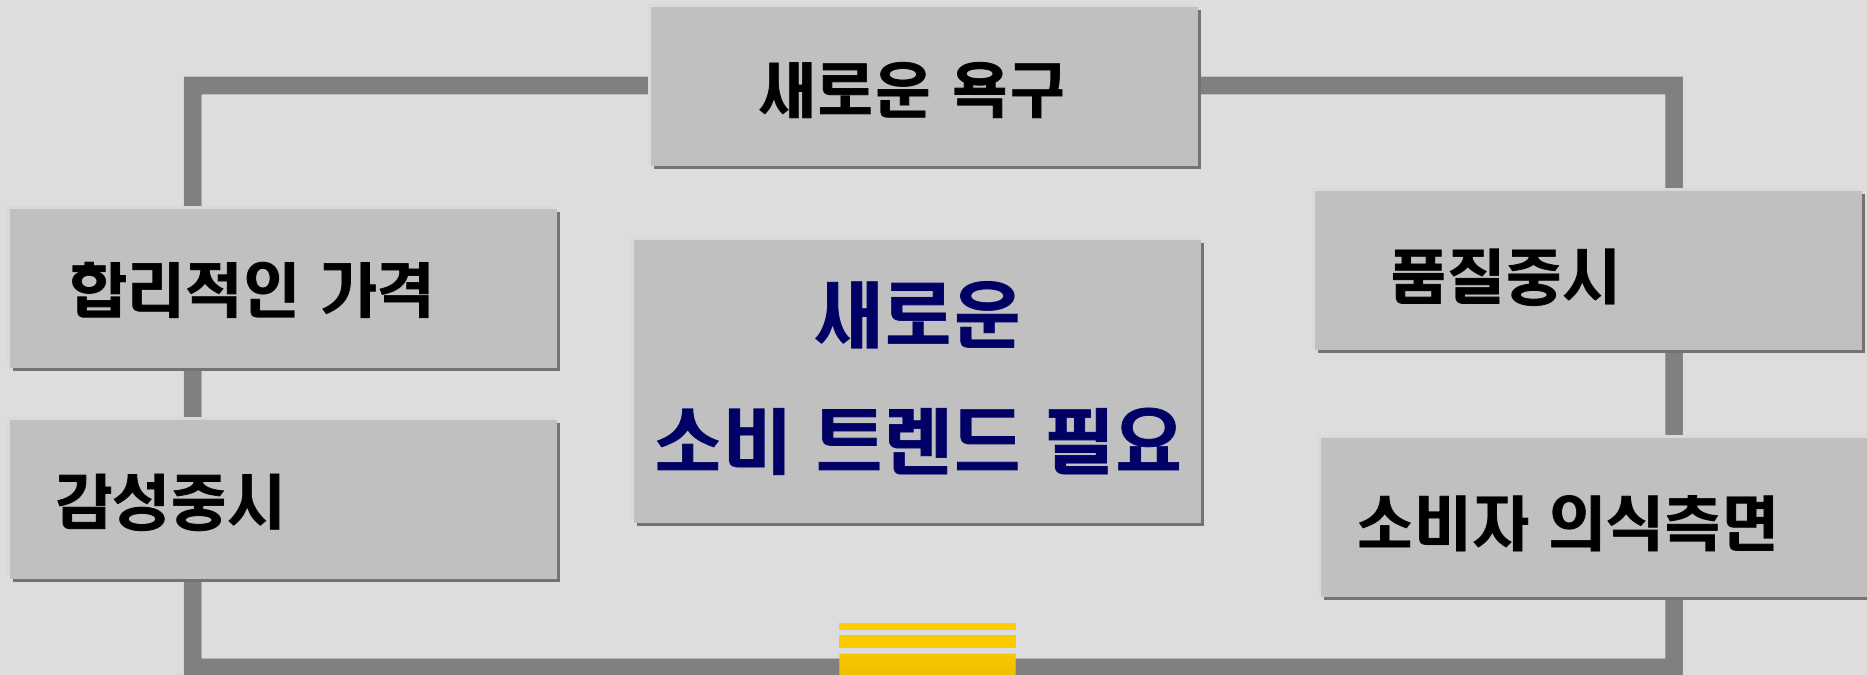 새로운 욕구
합리적인 가격
품질중시
새로운
소비 트렌드 필요
감성중시
소비자 의식측면